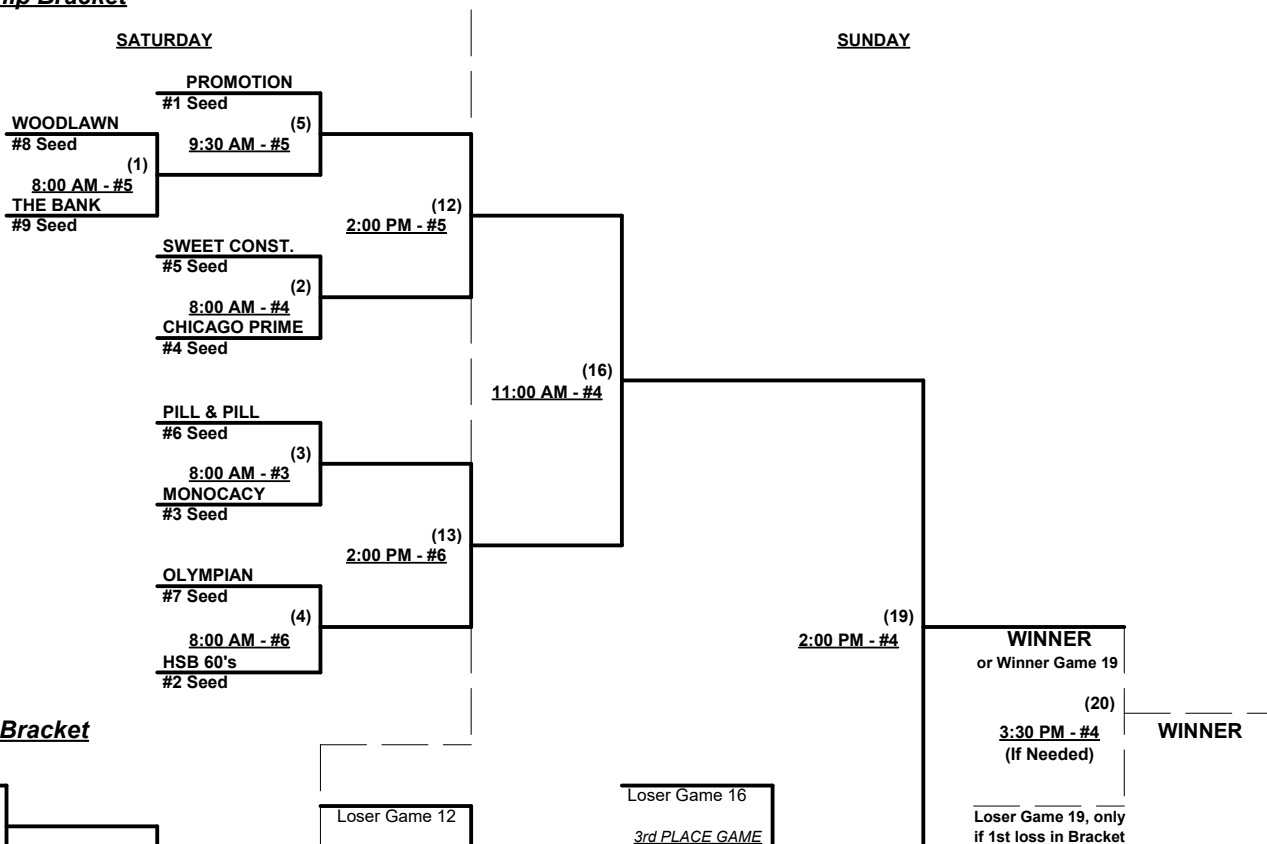 SATURDAY
SUNDAY
PROMOTION
#1 Seed
WOODLAWN
#8 Seed
(5)
9:30 AM - #5
(1)
8:00 AM - #5
THE BANK
#9 Seed
(12)
2:00 PM - #5
SWEET CONST.
#5 Seed
(2)
8:00 AM - #4
CHICAGO PRIME
#4 Seed
(16)
11:00 AM - #4
PILL & PILL
#6 Seed
(3)
8:00 AM - #3
MONOCACY
#3 Seed
(13)
2:00 PM - #6
OLYMPIAN
#7 Seed
(4)
8:00 AM - #6
HSB 60's
#2 Seed
(19)
2:00 PM - #4
WINNER
or Winner Game 19
(20)
3:30 PM - #4
(If Needed)
WINNER
Bracket
Loser Game 12
Loser Game 16
3rd PLACE GAME
Loser Game 19, only
if 1st loss in Bracket